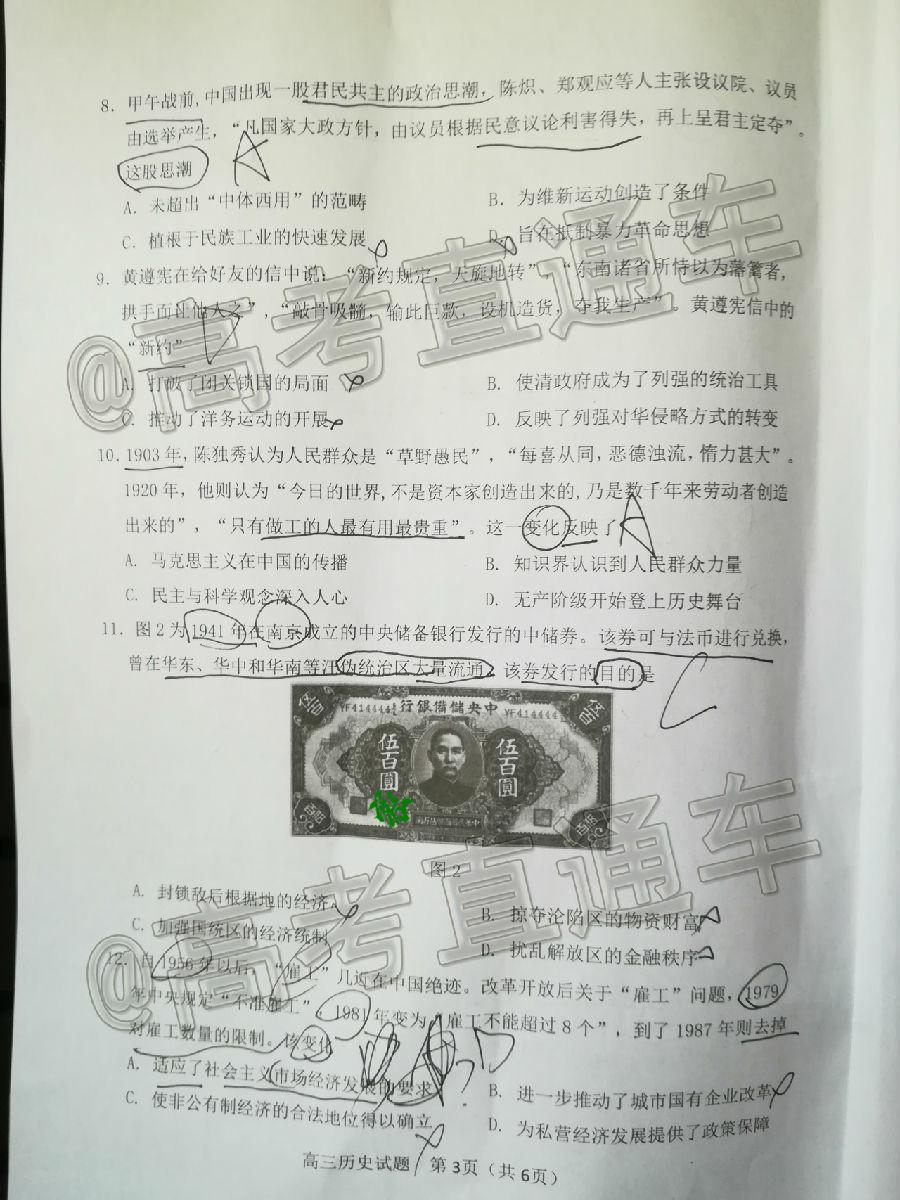 8. 甲午战前,中国出现一股君民共主的政治思潮，陈炽、郑观应等人主张设议院、议员
由选举产生，“凡国家大政方针，由议员根据民意议论利害得失，再上呈君主定夺”。
这股思潮
A
A. 未超出“中体西用”的范畴
B. 为维新运动创造了条件
C. 植根于民族工业的快速发展
D. 旨在抵制暴力革命思想
9. 黄遵宪在给好友的信中说：“新约规定，天旋地转”，“东南诸省所恃以为藩篱者，
拱手而让他人之”，“敲骨吸髓，输此巨款，设机造货，夺我生产”。黄遵宪信中的
“新约”
D
A. 打破了闭关锁国的局面
B. 使清政府成为了列强的统治工具
C. 推动了洋务运动的开展
D. 反映了列强对华侵略方式的转变
10. 1903年,陈独秀认为人民群众是“草野愚民”，“每喜从同，恶德浊流，惰力甚大”。
1920年，他则认为“今日的世界,不是资本家创造出来的,乃是数千年来劳动者创造
出来的”，“只有做工的人最有用最贵重”。这一变化反映了
A
A. 马克思主义在中国的传播
B. 知识界认识到人民群众力量
C. 民主与科学观念深入人心
D. 无产阶级开始登上历史舞台
11. 图2为1941年在南京成立的中央储备银行发行的中储券。该券可与法币进行兑换，
曾在华东、华中和华南等汪伪统治区大量流通。该券发行的目的是
C
行銀備儲央中
YF414444
YF414444
伍百圓
伍百圓
图2
A. 封锁敌后根据地的经济
B. 掠夺沦陷区的物资财富
C. 加强国统区的经济统制
D. 扰乱解放区的金融秩序
12. 自1956年以后，“雇工”几近在中国绝迹。改革开放后关于“雇工”问题，1979
年中央规定“不准雇工”，1981年变为“雇工不能超过8个”，到了1987年则去掉
对雇工数量的限制。该变化
D
A. 适应了社会主义市场经济发展的要求
B. 进一步推动了城市国有企业改革
C. 使非公有制经济的合法地位得以确立
D. 为私营经济发展提供了政策保障
高三历史试题 第3页（共6页）
@高考直通车
@高考直通车